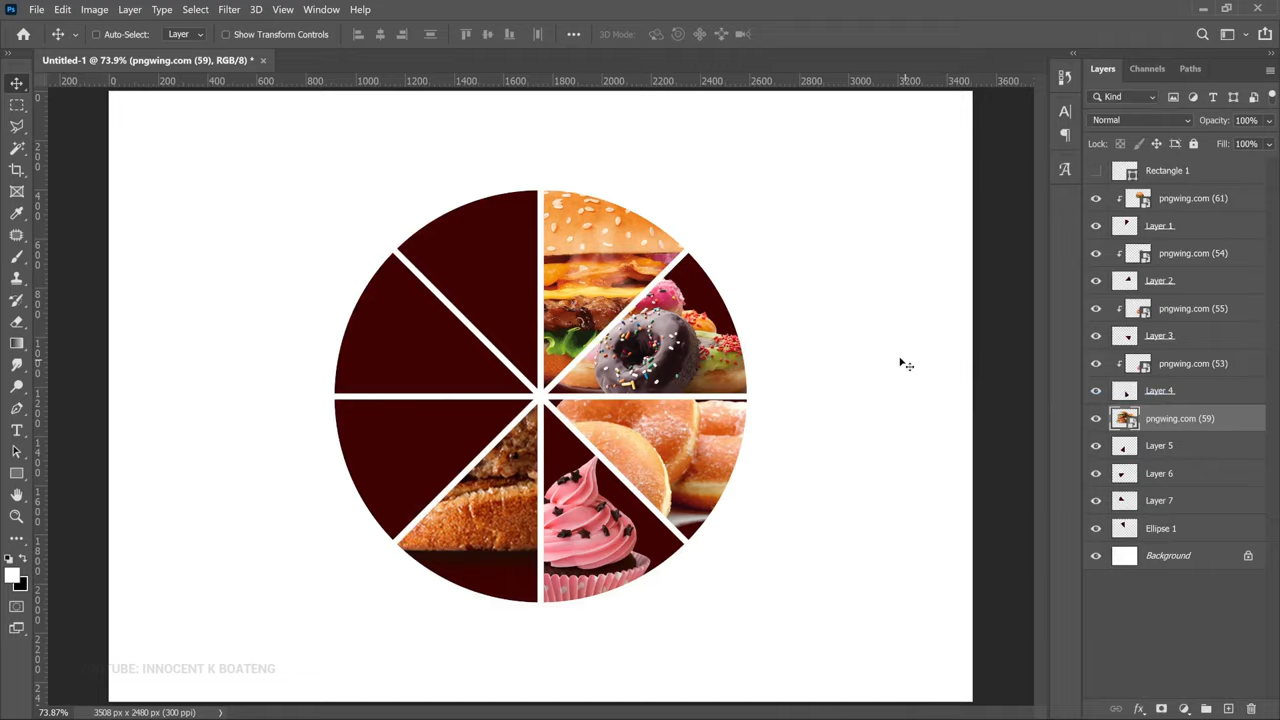 Ps File Edit Image Layer Type Select Filter 3D View Window Help
Auto-Select: Layer Show Transform Controls 3D Mode:
Untitled-1 @ 73.9% (pngwing.com (59), RGB/8) * ×
200 0 200 400 600 800 1000 1200 1400 1600 1800 2000 2200 2400 2600 2800 3000 3200 3400 3600
Layers Channels Paths
Kind
Normal Opacity: 100%
Lock: Fill: 100%
Rectangle 1
pngwing.com (61)
Layer 1
pngwing.com (54)
Layer 2
pngwing.com (55)
Layer 3
pngwing.com (53)
Layer 4
pngwing.com (59)
Layer 5
Layer 6
Layer 7
Ellipse 1
Background
TUBE: INNOCENT K BOATENG
73.87% 3508 px x 2480 px (300 ppi)